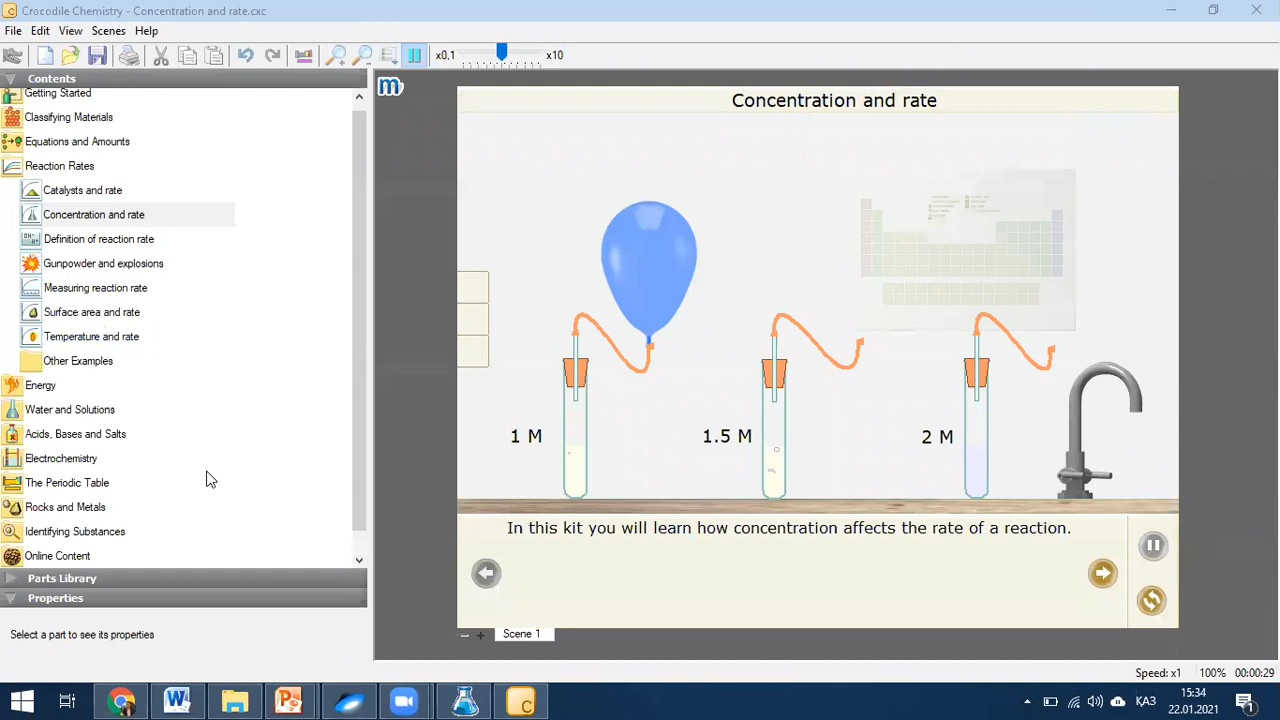 Crocodile Chemistry - Concentration and rate.cxc
File Edit View Scenes Help
x0,1 x10
Contents
Getting Started
Classifying Materials
Equations and Amounts
Reaction Rates
Catalysts and rate
Concentration and rate
Definition of reaction rate
Gunpowder and explosions
Measuring reaction rate
Surface area and rate
Temperature and rate
Other Examples
Energy
Water and Solutions
Acids, Bases and Salts
Electrochemistry
The Periodic Table
Rocks and Metals
Identifying Substances
Online Content
Parts Library
Properties
Select a part to see its properties
Concentration and rate
1 M
1.5 M
2 M
In this kit you will learn how concentration affects the rate of a reaction.
Scene 1
Speed: x1 100% 00:00:29
КАЗ
15:34
22.01.2021